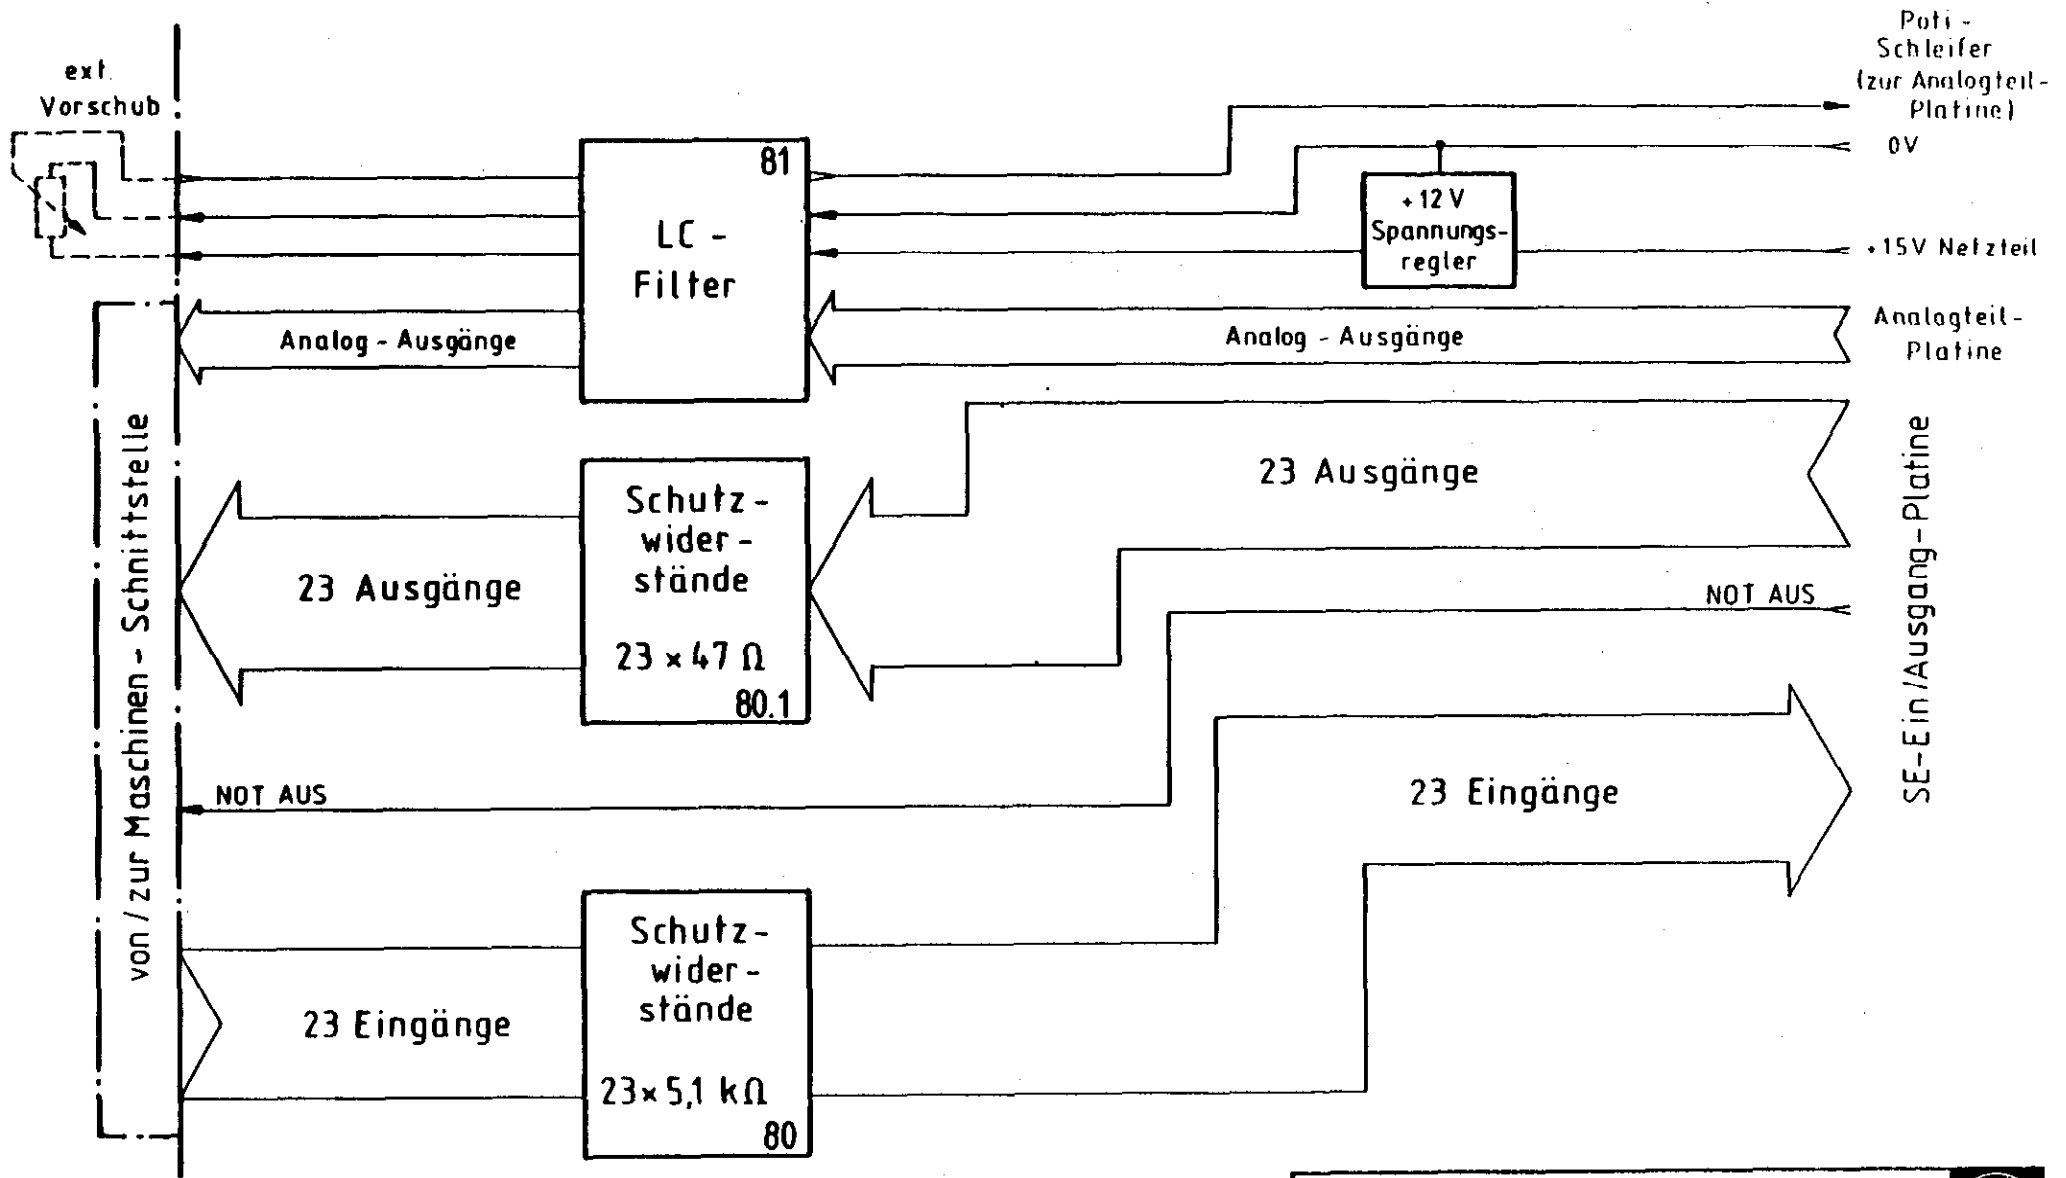 ext.
Vorschub
Poti -
Schleifer
(zur Analogteil-
Platine)
0V
81
LC -
Filter
+12 V
Spannungs-
regler
+15V Netzteil
Analog - Ausgänge
Analog - Ausgänge
Analogteil-
Platine
von / zur Maschinen - Schnittstelle
23 Ausgänge
Schutz -
wider -
stände
23 × 47 Ω
80.1
23 Ausgänge
NOT AUS
SE-Ein/Ausgang-Platine
NOT AUS
23 Eingänge
23 Eingänge
Schutz-
wider -
stände
23 × 5,1 kΩ
80